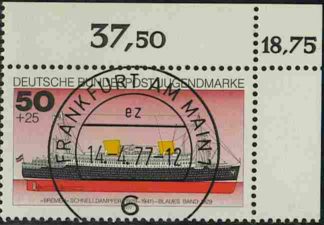 37,50
18.75
DEUTSCHE BUNDESPOST JUGENDMARKE
50
+25
FRANKFURT AM MAIN 1
ez
14.4.77-12
6
»BREMEN« SCHNELLDAMPFER 1941) · BLAUES BAND 1929